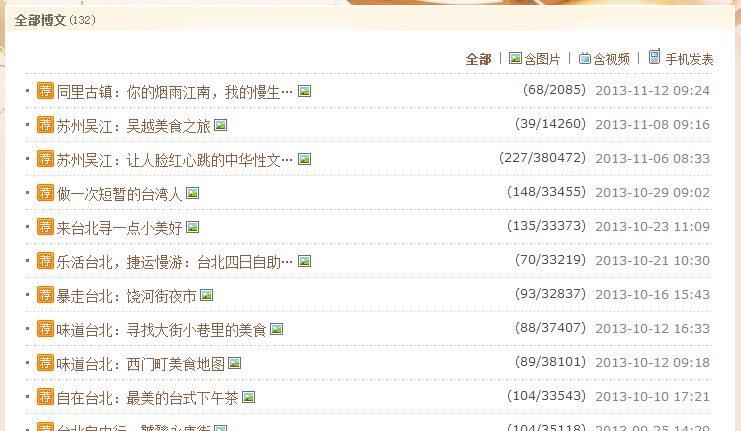 全部博文(132)
全部 | 含图片 | 含视频 | 手机发表
荐 同里古镇：你的烟雨江南，我的慢生… (68/2085) 2013-11-12 09:24
荐 苏州吴江：吴越美食之旅 (39/14260) 2013-11-08 09:16
荐 苏州吴江：让人脸红心跳的中华性文… (227/380472) 2013-11-06 08:33
荐 做一次短暂的台湾人 (148/33455) 2013-10-29 09:02
荐 来台北寻一点小美好 (135/33373) 2013-10-23 11:09
荐 乐活台北，捷运慢游：台北四日自助… (70/33219) 2013-10-21 10:30
荐 暴走台北：饶河街夜市 (93/32837) 2013-10-16 15:43
荐 味道台北：寻找大街小巷里的美食 (88/37407) 2013-10-12 16:33
荐 味道台北：西门町美食地图 (89/38101) 2013-10-12 09:18
荐 自在台北：最美的台式下午茶 (104/33543) 2013-10-10 17:21
荐 台北自由行 (104/35118) 2013-09-25 14:29